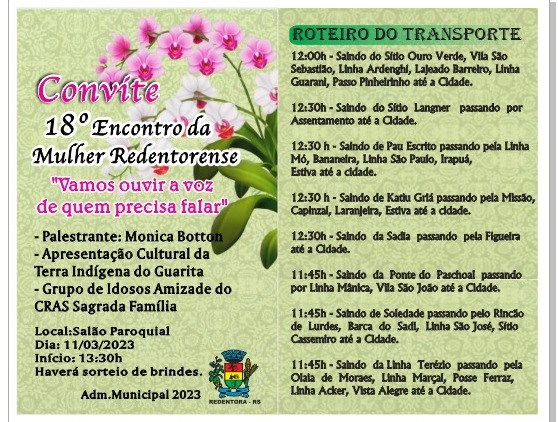 Convite
18º Encontro da
Mulher Redentorense
"Vamos ouvir a voz
de quem precisa falar"
- Palestrante: Monica Botton
- Apresentação Cultural da
Terra Indígena do Guarita
- Grupo de Idosos Amizade do
CRAS Sagrada Família
Local:Salão Paroquial
Dia: 11/03/2023
Início: 13:30h
Haverá sorteio de brindes.
Adm.Municipal 2023
REDENTORA - RS
ROTEIRO DO TRANSPORTE
12:00h - Saindo do Sítio Ouro Verde, Vila São
Sebastião, Linha Ardenghi, Lajeado Barreiro, Linha
Guarani, Passo Pinheirinho até a Cidade.
12:30h - Saindo do Sítio Langner passando por
Assentamento até a Cidade.
12:30 h - Saindo de Pau Escrito passando pela Linha
Mó, Bananeira, Linha São Paulo, Irapuá,
Estiva até a cidade.
12:30 h - Saindo de Katiu Griá passando pela Missão,
Capinzal, Laranjeira, Estiva até a cidade.
12:30h - Saindo da Sadia passando pela Figueira
até a Cidade.
11:45h - Saindo da Ponte do Paschoal passando
por Linha Mânica, Vila São João até a Cidade.
11:45h - Saindo de Soledade passando pelo Rincão
de Lurdes, Barca do Sadi, Linha São José, Sítio
Cassemiro até a Cidade.
11:45h - Saindo da Linha Terézio passando pela
Olaia de Moraes, Linha Marçal, Posse Ferraz,
Linha Acker, Vista Alegre até a Cidade.